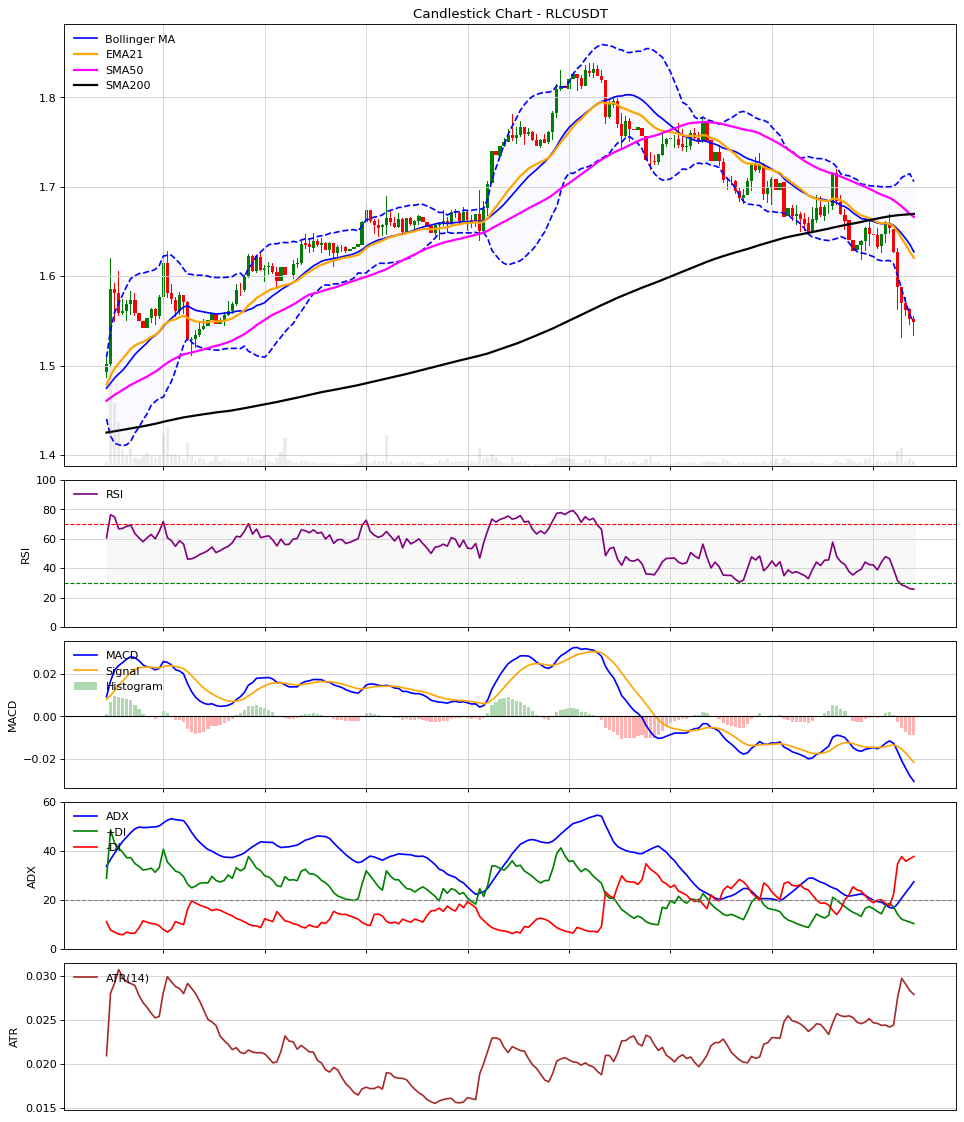 Candlestick Chart - RLCUSDT
Bollinger MA
EMA21
SMA50
SMA200
1.8
1.7
1.6
1.5
1.4
RSI
RSI
100
80
60
40
20
0
MACD
Signal
Histogram
MACD
0.02
0.00
−0.02
ADX
+DI
-DI
ADX
60
40
20
0
ATR(14)
ATR
0.030
0.025
0.020
0.015